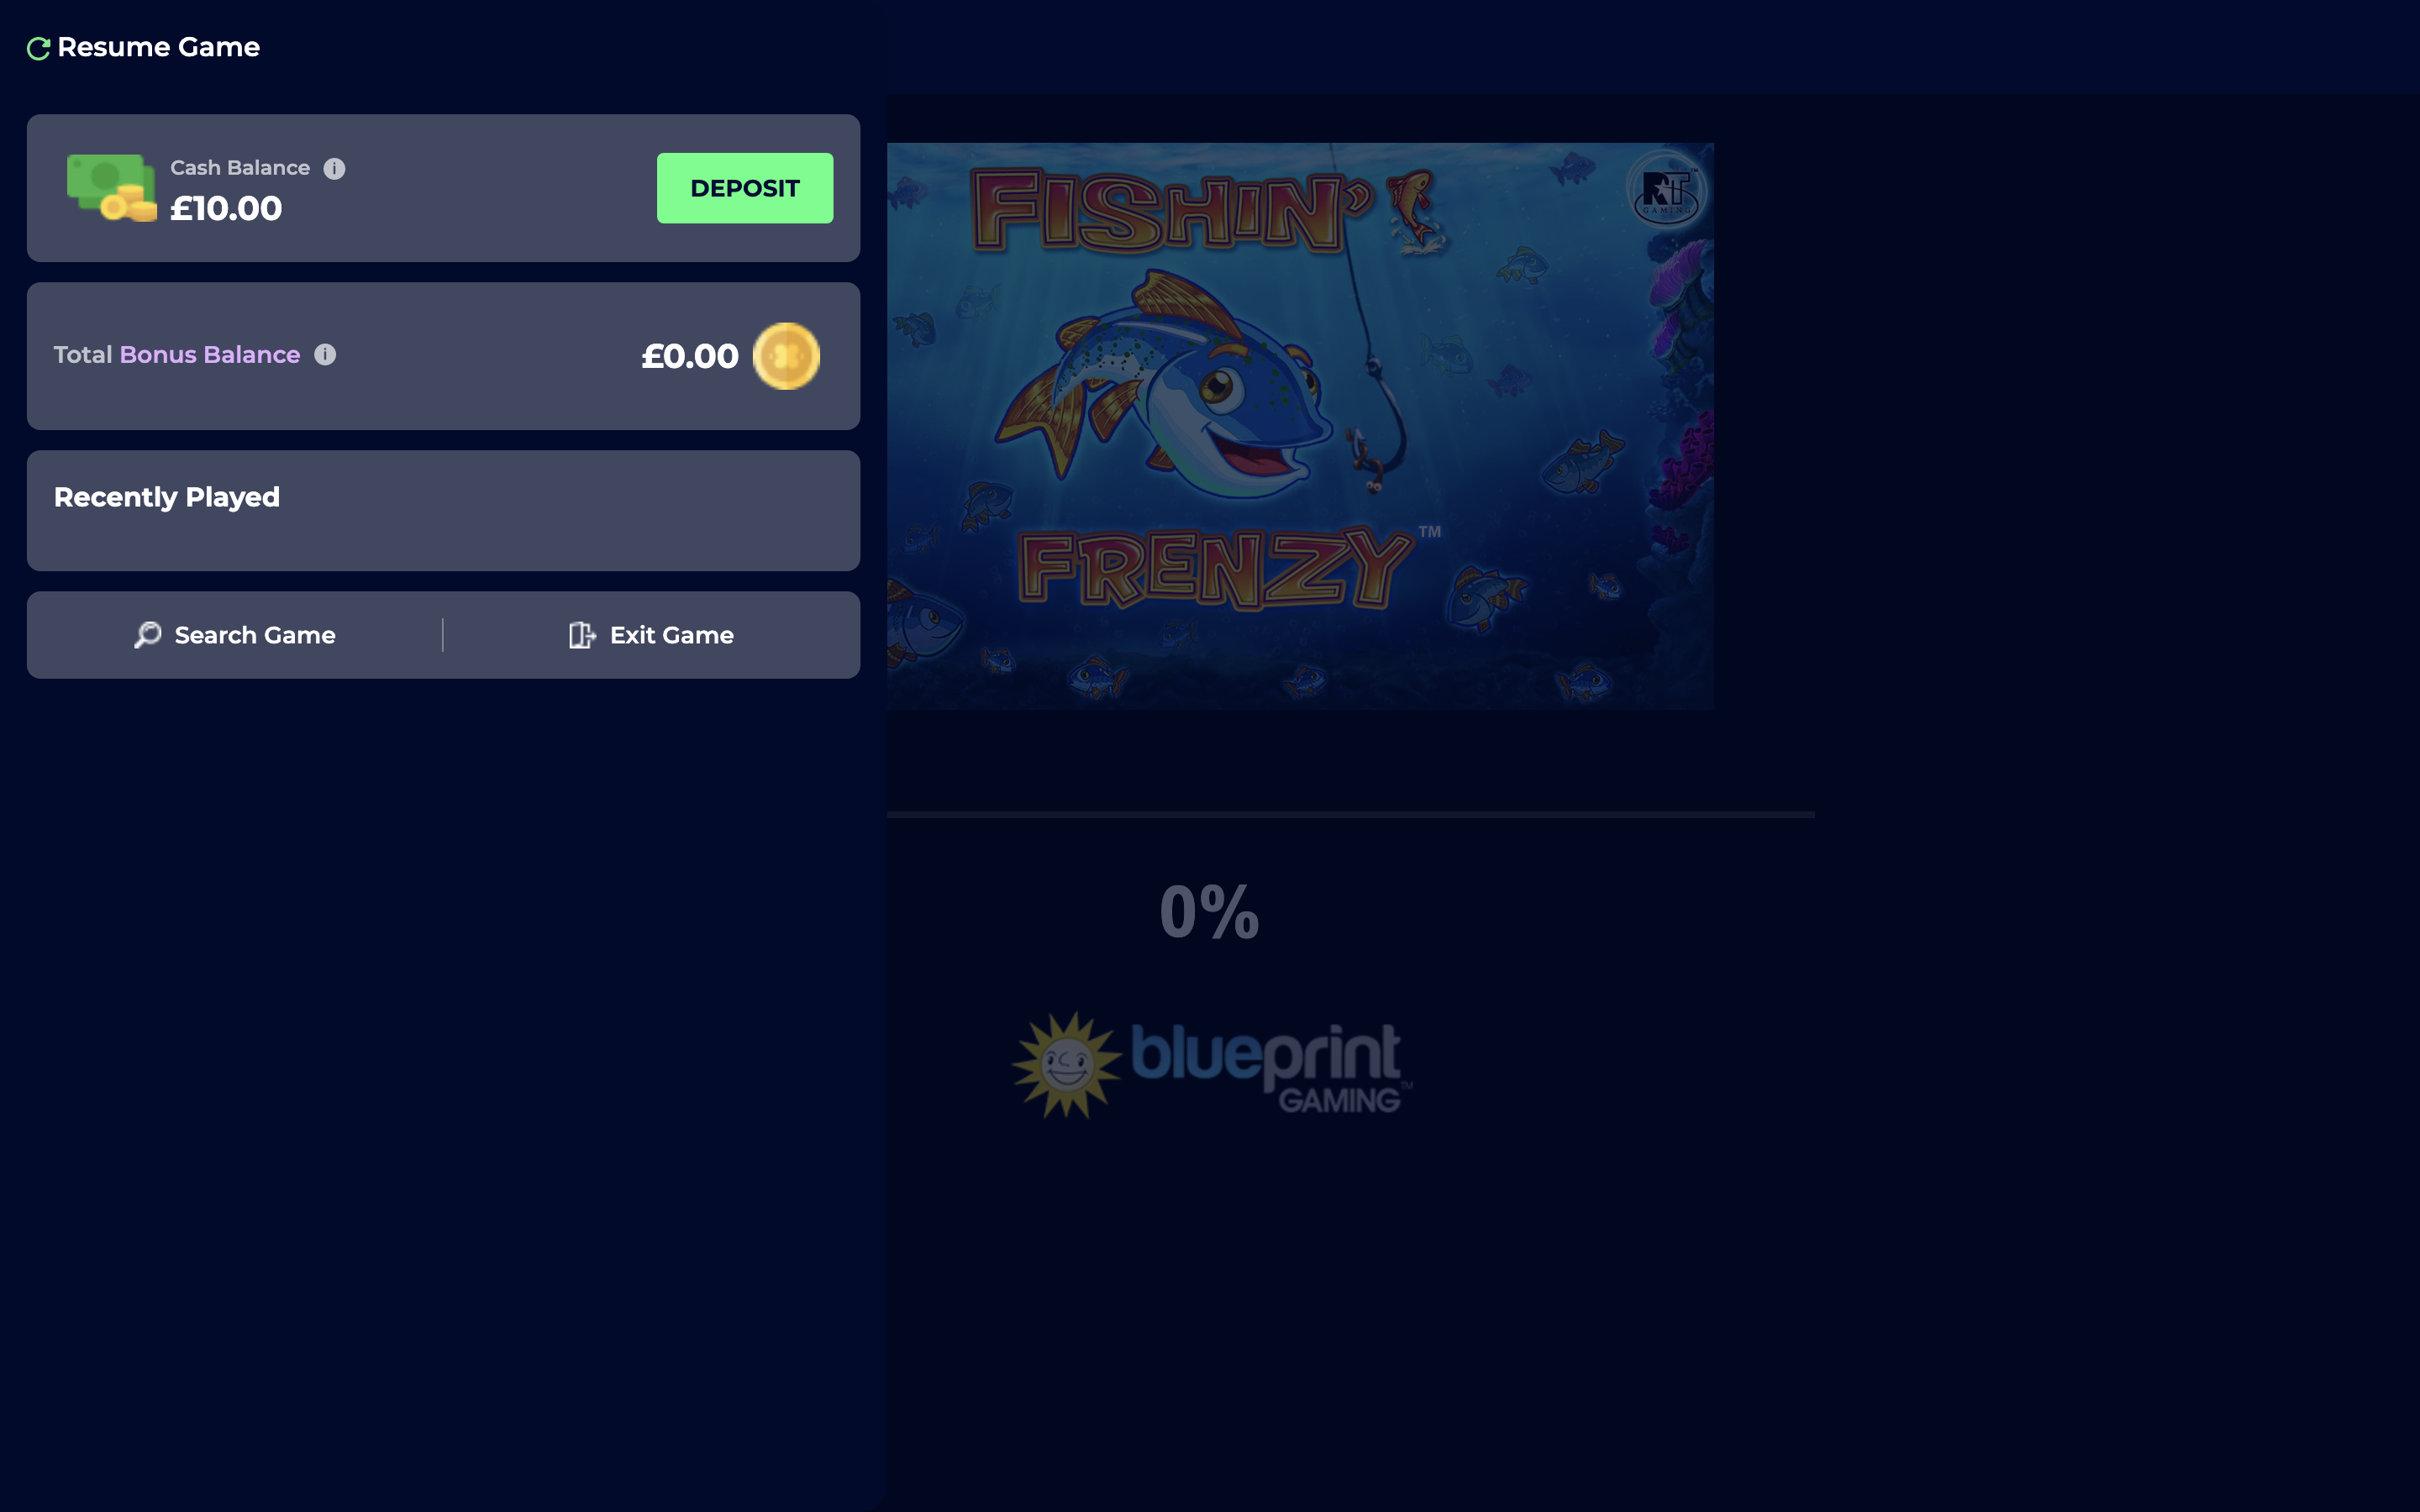 Resume Game
Cash Balance i
£10.00
DEPOSIT
Total Bonus Balance i
£0.00
Recently Played
Search Game
Exit Game
FISHIN'
RT
GAMING
FRENZY™
0%
blueprint
GAMING™